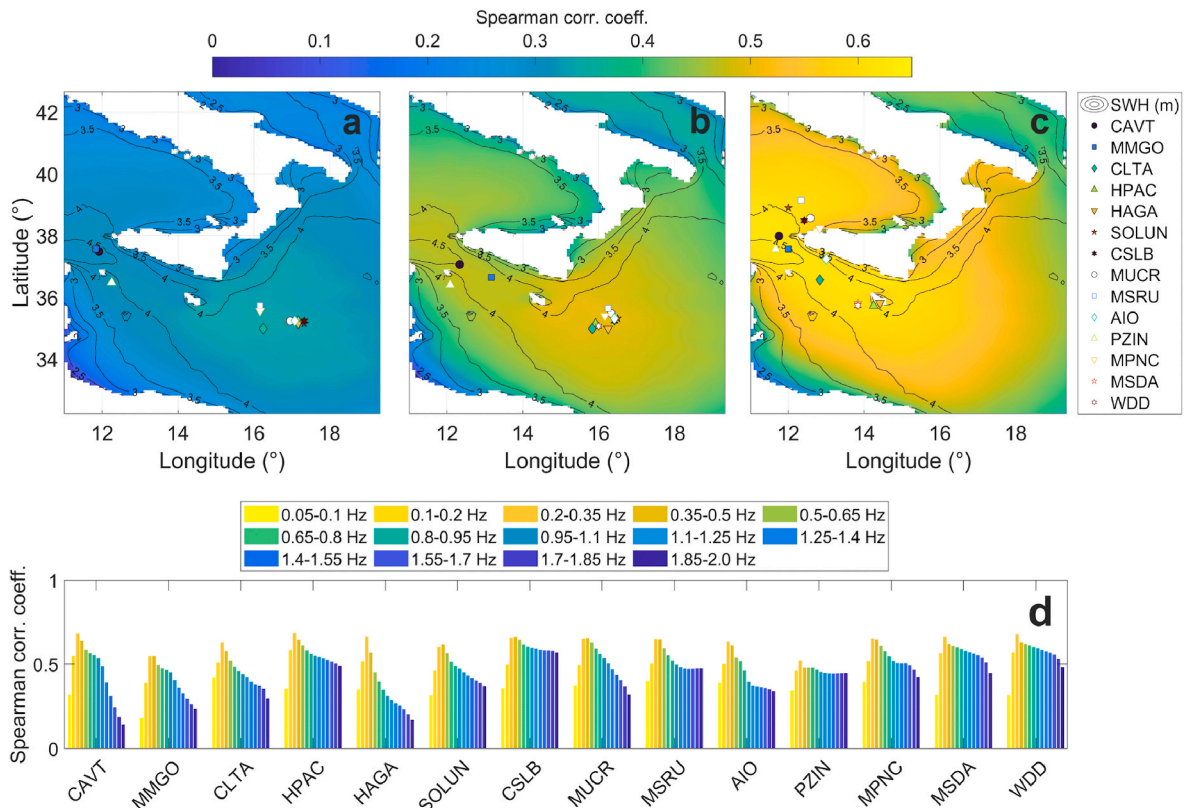 Spearman corr. coeff.
0 0.1 0.2 0.3 0.4 0.5 0.6
a b c
42
40
38
36
34
Latitude (°)
12 14 16 18
12 14 16 18
12 14 16 18
Longitude (°) Longitude (°) Longitude (°)
SWH (m)
CAVT
MMGO
CLTA
HPAC
HAGA
SOLUN
CSLB
MUCR
MSRU
AIO
PZIN
MPNC
MSDA
WDD
0.05-0.1 Hz 0.1-0.2 Hz 0.2-0.35 Hz 0.35-0.5 Hz 0.5-0.65 Hz
0.65-0.8 Hz 0.8-0.95 Hz 0.95-1.1 Hz 1.1-1.25 Hz 1.25-1.4 Hz
1.4-1.55 Hz 1.55-1.7 Hz 1.7-1.85 Hz 1.85-2.0 Hz
Spearman corr. coeff.
1
0.5
0
d
CAVT MMGO CLTA HPAC HAGA SOLUN CSLB MUCR MSRU AIO PZIN MPNC MSDA WDD